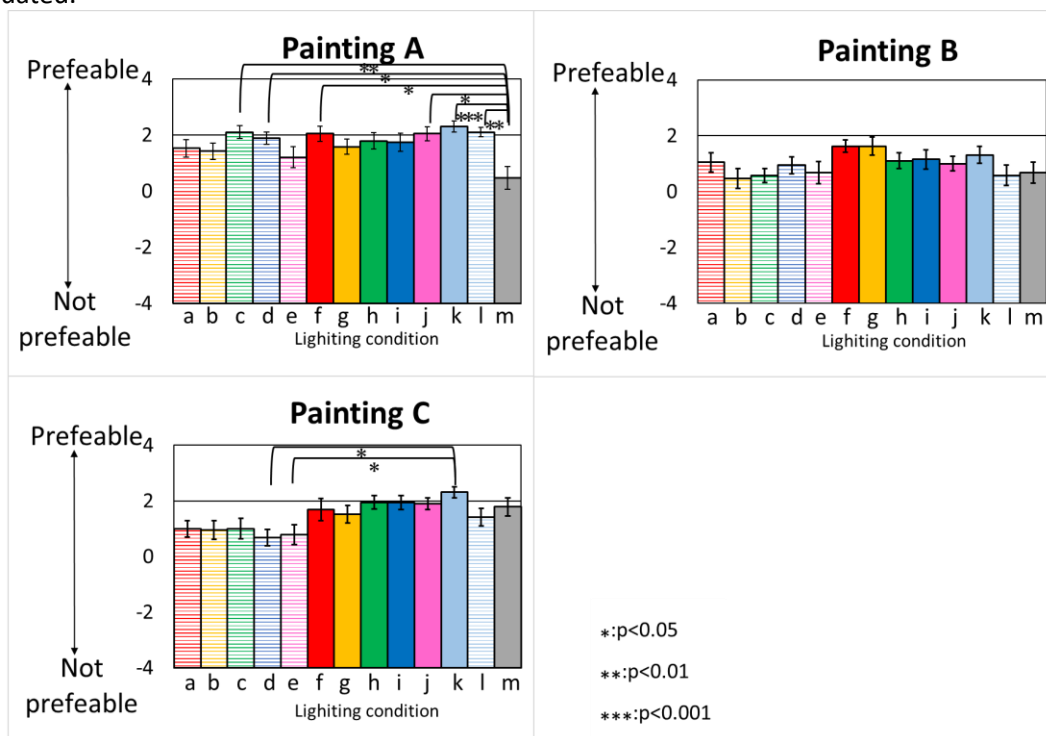 uated.
Painting A
Prefeable
4
**
*
*
*
***
**
2
0
-2
-4
Not
prefeable
a b c d e f g h i j k l m
Lighiting condition
Painting B
Prefeable
4
2
0
-2
-4
Not
prefeable
a b c d e f g h i j k l m
Lighiting condition
Painting C
Prefeable
4
*
*
2
0
-2
-4
Not
prefeable
a b c d e f g h i j k l m
Lighiting condition
*:p<0.05
**:p<0.01
***:p<0.001